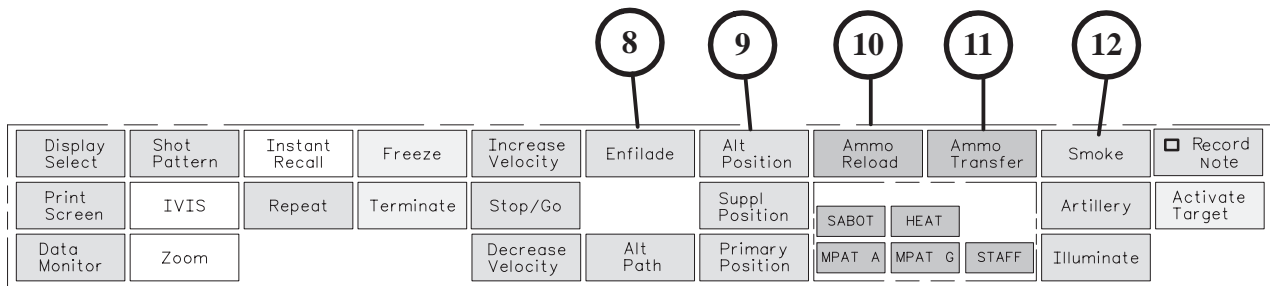 8 9 10 11 12
Display Select
Shot Pattern
Instant Recall
Freeze
Increase Velocity
Enfilade
Alt Position
Ammo Reload
Ammo Transfer
Smoke
Record Note
Print Screen
IVIS
Repeat
Terminate
Stop/Go
Suppl Position
SABOT
HEAT
Artillery
Activate Target
Data Monitor
Zoom
Decrease Velocity
Alt Path
Primary Position
MPAT A
MPAT G
STAFF
Illuminate